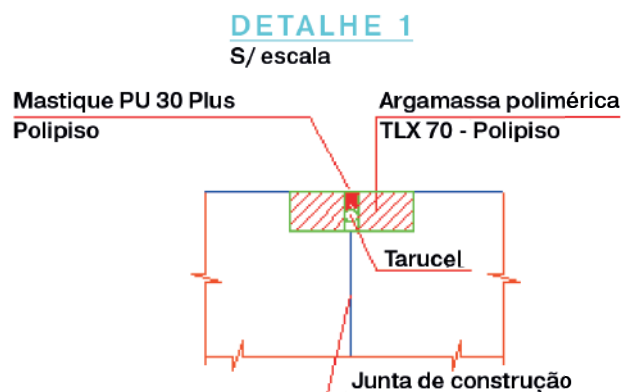 DETALHE 1
S/ escala
Mastique PU 30 Plus
Polipiso
Argamassa polimérica
TLX 70 - Polipiso
Tarucel
Junta de construção